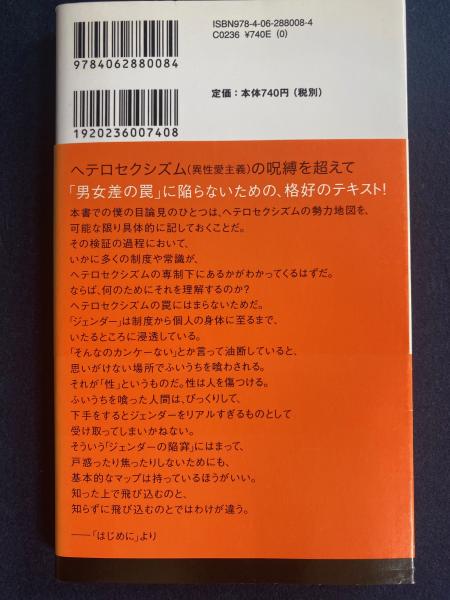 ISBN978-4-06-288008-4
C0236 ¥740E (0)
9784062880084
定価：本体740円（税別）
1920236007408
ヘテロセクシズム（異性愛主義）の呪縛を超えて
「男女差の罠」に陥らないための、格好のテキスト！
本書での僕の目論見のひとつは、ヘテロセクシズムの勢力地図を、
可能な限り具体的に記しておくことだ。
その検証の過程において、
いかに多くの制度や常識が、
ヘテロセクシズムの専制下にあるかがわかってくるはずだ。
ならば、何のためにそれを理解するのか？
ヘテロセクシズムの罠にはまらないためだ。
「ジェンダー」は制度から個人の身体に至るまで、
いたるところに浸透している。
「そんなのカンケーない」とか言って油断していると、
思いがけない場所でふいうちを喰わされる。
それが「性」というものだ。性は人を傷つける。
ふいうちを喰った人間は、びっくりして、
下手をするとジェンダーをリアルすぎるものとして
受け取ってしまいかねない。
そういう「ジェンダーの陥穽」にはまって、
戸惑ったり焦ったりしないためにも、
基本的なマップは持っているほうがいい。
知った上で飛び込むのと、
知らずに飛び込むのとではわけが違う。
──「はじめに」より